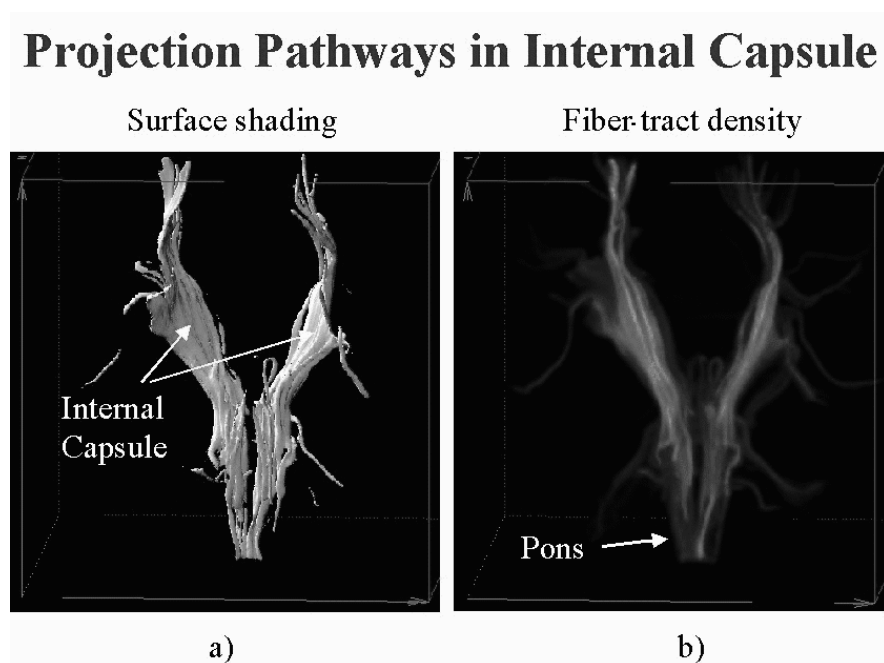 Projection Pathways in Internal Capsule
Surface shading
Fiber-tract density
Internal
Capsule
Pons
a)
b)